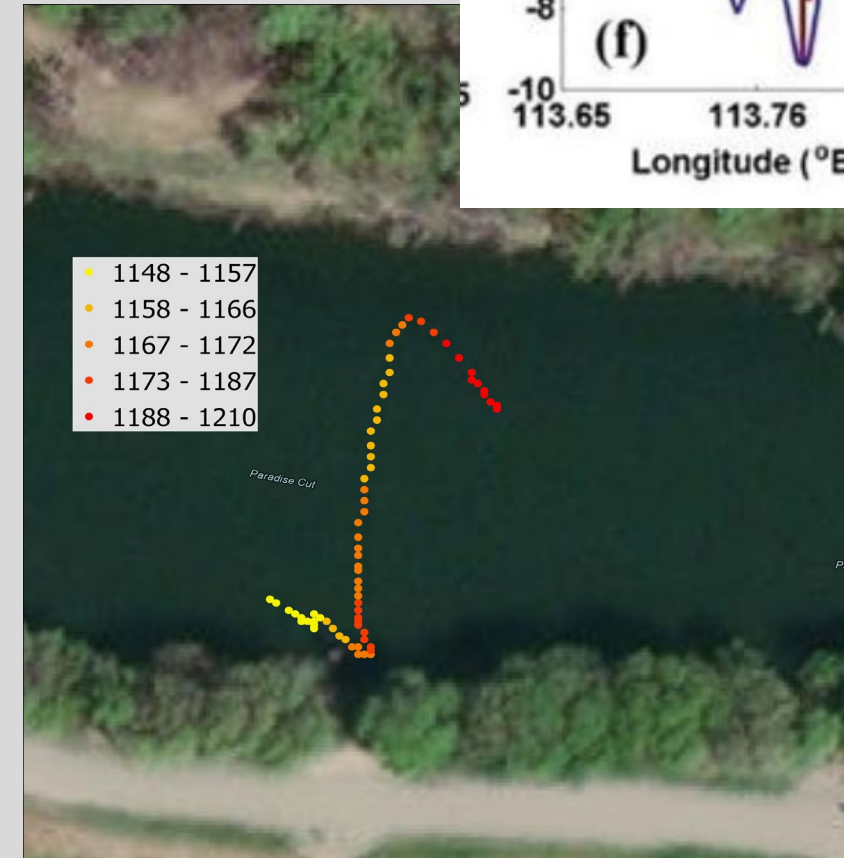 -8
(f)
-10
113.65 113.76
Longitude (°E
1148 - 1157
1158 - 1166
1167 - 1172
1173 - 1187
1188 - 1210
Paradise Cut
P